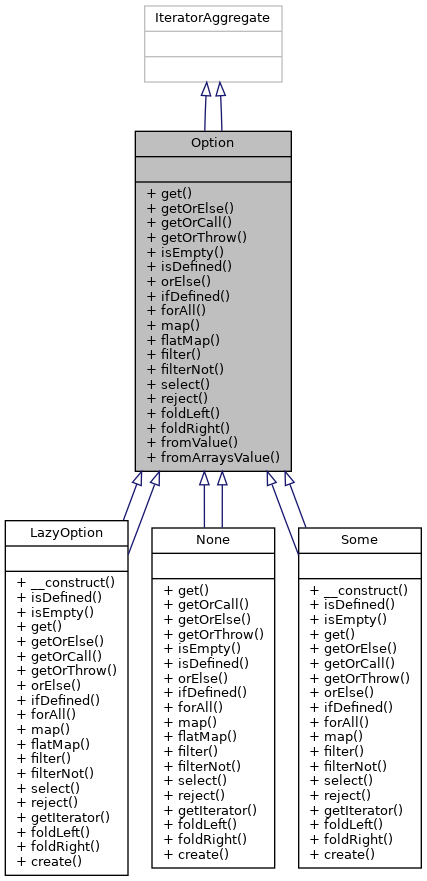 IteratorAggregate
Option
+ get()
+ getOrElse()
+ getOrCall()
+ getOrThrow()
+ isEmpty()
+ isDefined()
+ orElse()
+ ifDefined()
+ forAll()
+ map()
+ flatMap()
+ filter()
+ filterNot()
+ select()
+ reject()
+ foldLeft()
+ foldRight()
+ fromValue()
+ fromArraysValue()
LazyOption
+ __construct()
+ isDefined()
+ isEmpty()
+ get()
+ getOrElse()
+ getOrCall()
+ getOrThrow()
+ orElse()
+ ifDefined()
+ forAll()
+ map()
+ flatMap()
+ filter()
+ filterNot()
+ select()
+ reject()
+ getIterator()
+ foldLeft()
+ foldRight()
+ create()
None
+ get()
+ getOrCall()
+ getOrElse()
+ getOrThrow()
+ isEmpty()
+ isDefined()
+ orElse()
+ ifDefined()
+ forAll()
+ map()
+ flatMap()
+ filter()
+ filterNot()
+ select()
+ reject()
+ getIterator()
+ foldLeft()
+ foldRight()
+ create()
Some
+ __construct()
+ isDefined()
+ isEmpty()
+ get()
+ getOrElse()
+ getOrCall()
+ getOrThrow()
+ orElse()
+ ifDefined()
+ forAll()
+ map()
+ flatMap()
+ filter()
+ filterNot()
+ select()
+ reject()
+ getIterator()
+ foldLeft()
+ foldRight()
+ create()